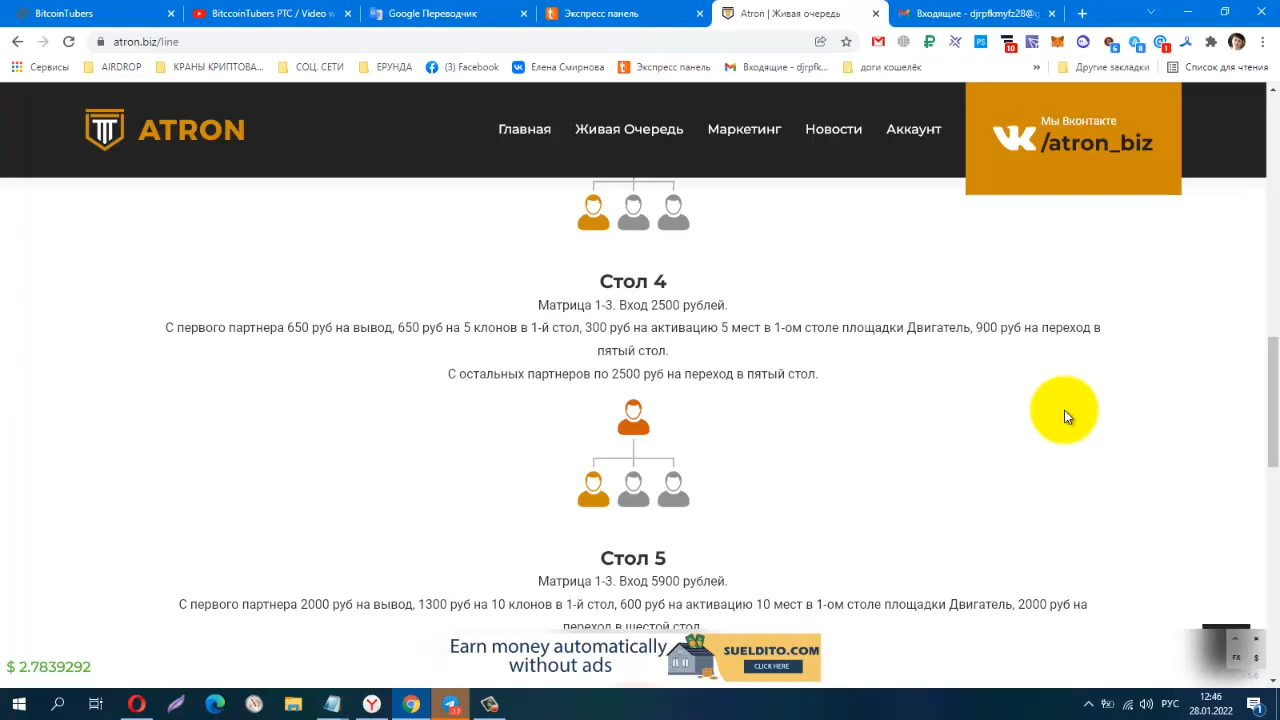 BitcoinTubers
BitcoinTubers PTC / Video w
Google Переводчик
Экспресс панель
Atron | Живая очередь
Входящие - djrpfkmyfz28@g
atron.biz/line
Сервисы
AIRDROP
КРАНЫ КРИПТОВА...
СОЦ. СЕТИ
ЕРУНДА
(3) Facebook
Елена Смирнова
Экспресс панель
Входящие - djrpfk...
доги кошелёк
»
Другие закладки
Список для чтения
ATRON
Главная
Живая Очередь
Маркетинг
Новости
Аккаунт
Мы Вконтакте
/atron_biz
Стол 4
Матрица 1-3. Вход 2500 рублей.
С первого партнера 650 руб на вывод, 650 руб на 5 клонов в 1-й стол, 300 руб на активацию 5 мест в 1-ом столе площадки Двигатель, 900 руб на переход в
пятый стол.
С остальных партнеров по 2500 руб на переход в пятый стол.
Стол 5
Матрица 1-3. Вход 5900 рублей.
С первого партнера 2000 руб на вывод, 1300 руб на 10 клонов в 1-й стол, 600 руб на активацию 10 мест в 1-ом столе площадки Двигатель, 2000 руб на
переход в шестой стол.
Earn money automatically
without ads
SUELDITO.COM
CLICK HERE
$ 2.7839292
FX
$
РУС
12:46
28.01.2022